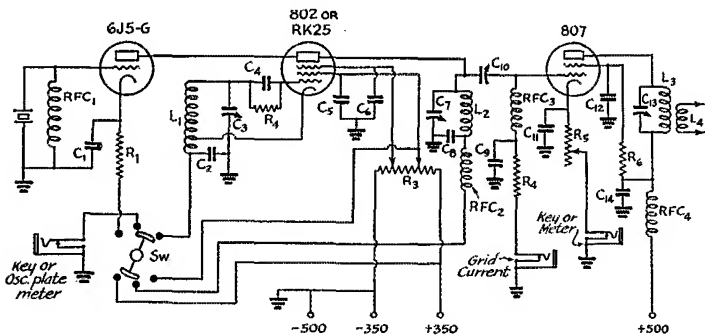 6J5-G
802 OR
RK25
807
C4
C10
RFC1
L1
C3
R4
C5
C6
C7
L2
RFC3
C12
L3
C13
L4
C1
R1
C2
C8
C9
C11
R5
R6
R3
RFC2
R4
C14
RFC4
Sw
Key or
Osc. plate
meter
Key or
Meter
Grid
Current
-500
-350
+350
+500